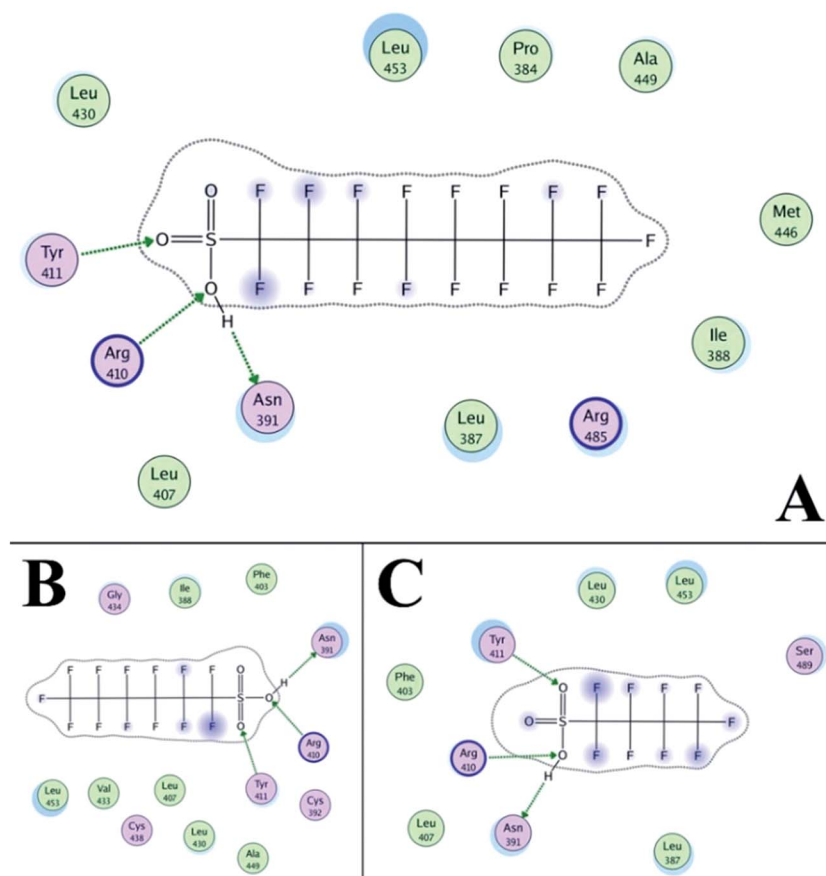 Leu
453
Pro
384
Ala
449
Leu
430
O F F F F F F F F
Met
446
Tyr
411
O S F
O F F F F F F F F
H
Arg
410
Ile
388
Asn
391
Leu
387
Arg
485
Leu
407
A
B
Gly
434
Ile
388
Phe
403
Asn
391
F F F F F F O
H
F S O
F F F F F F O
Arg
410
Leu
453
Val
433
Leu
407
Tyr
411
Cys
392
Cys
438
Leu
430
Ala
449
C
Leu
430
Leu
453
Tyr
411
Ser
489
Phe
403
O F F F F
O S F
Arg
410
O F F F F
H
Leu
407
Asn
391
Leu
387